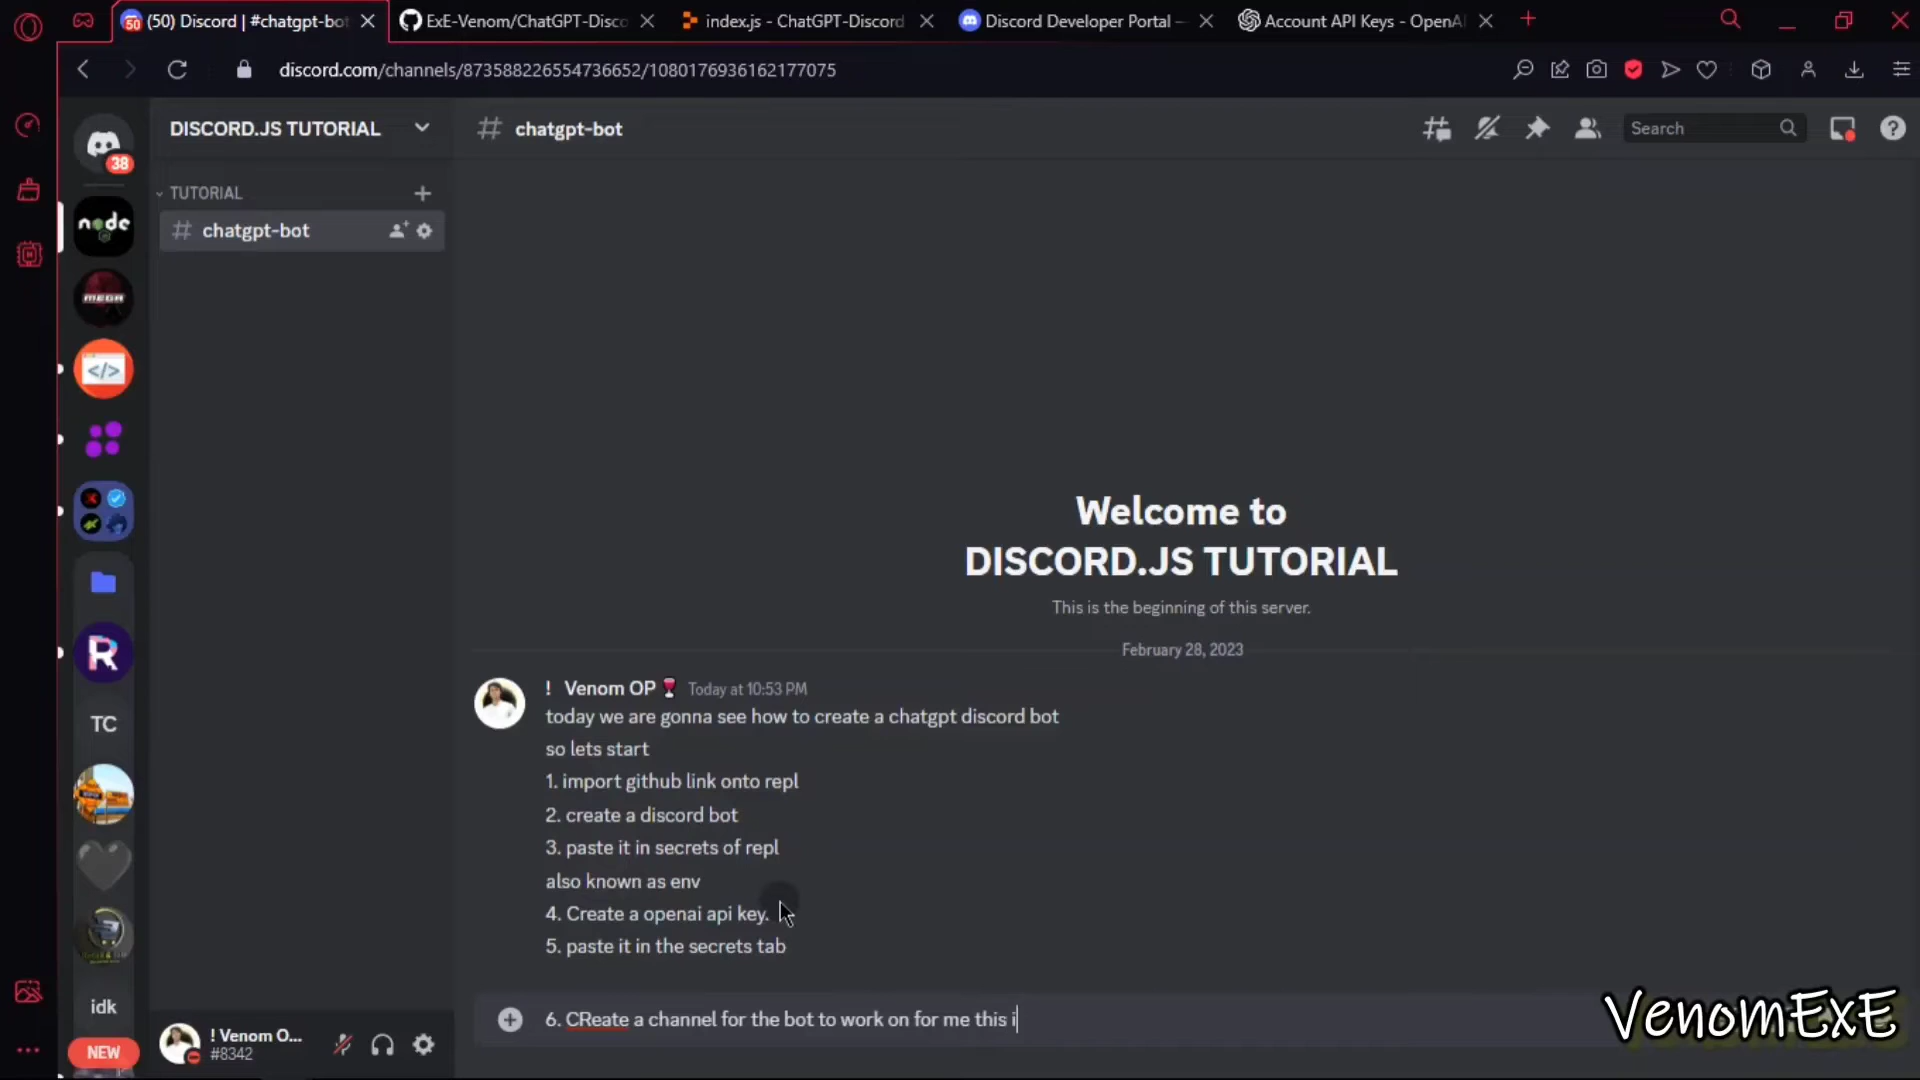 (50) Discord | #chatgpt-bot
ExE-Venom/ChatGPT-Disco
index.js - ChatGPT-Discord
Discord Developer Portal —
Account API Keys - OpenAI
discord.com/channels/873588226554736652/1080176936162177075
38
node
MEGA
</>
R
TC
idk
NEW
DISCORD.JS TUTORIAL
TUTORIAL
chatgpt-bot
! Venom O...
#8342
chatgpt-bot
Search
Welcome to
DISCORD.JS TUTORIAL
This is the beginning of this server.
February 28, 2023
! Venom OP🍷 Today at 10:53 PM
today we are gonna see how to create a chatgpt discord bot
so lets start
1. import github link onto repl
2. create a discord bot
3. paste it in secrets of repl
also known as env
4. Create a openai api key.
5. paste it in the secrets tab
6. CReate a channel for the bot to work on for me this i
VenomExE